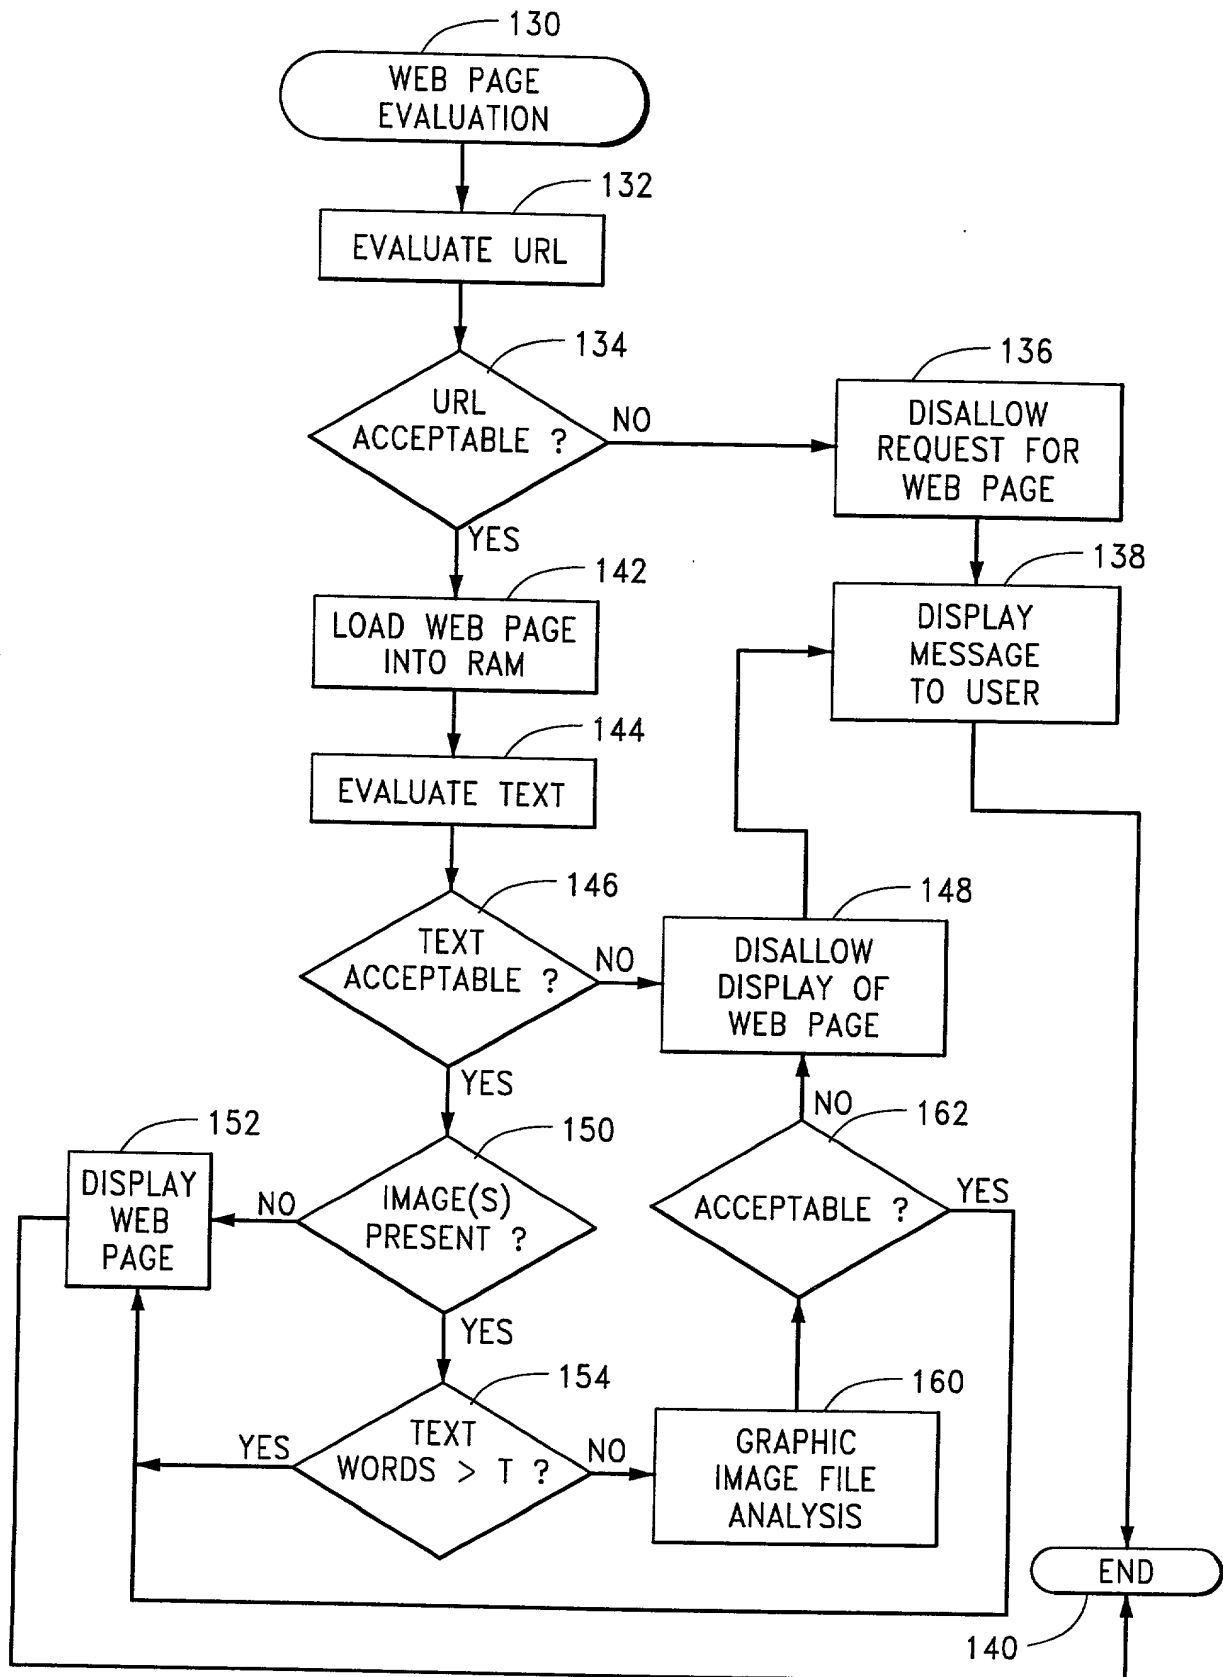 130
WEB PAGE
EVALUATION
132
EVALUATE URL
134
URL
ACCEPTABLE ?
NO
YES
136
DISALLOW
REQUEST FOR
WEB PAGE
138
DISPLAY
MESSAGE
TO USER
142
LOAD WEB PAGE
INTO RAM
144
EVALUATE TEXT
146
TEXT
ACCEPTABLE ?
NO
YES
148
DISALLOW
DISPLAY OF
WEB PAGE
150
IMAGE(S)
PRESENT ?
NO
YES
152
DISPLAY
WEB
PAGE
162
ACCEPTABLE ?
NO
YES
154
TEXT
WORDS > T ?
YES
NO
160
GRAPHIC
IMAGE FILE
ANALYSIS
END
140